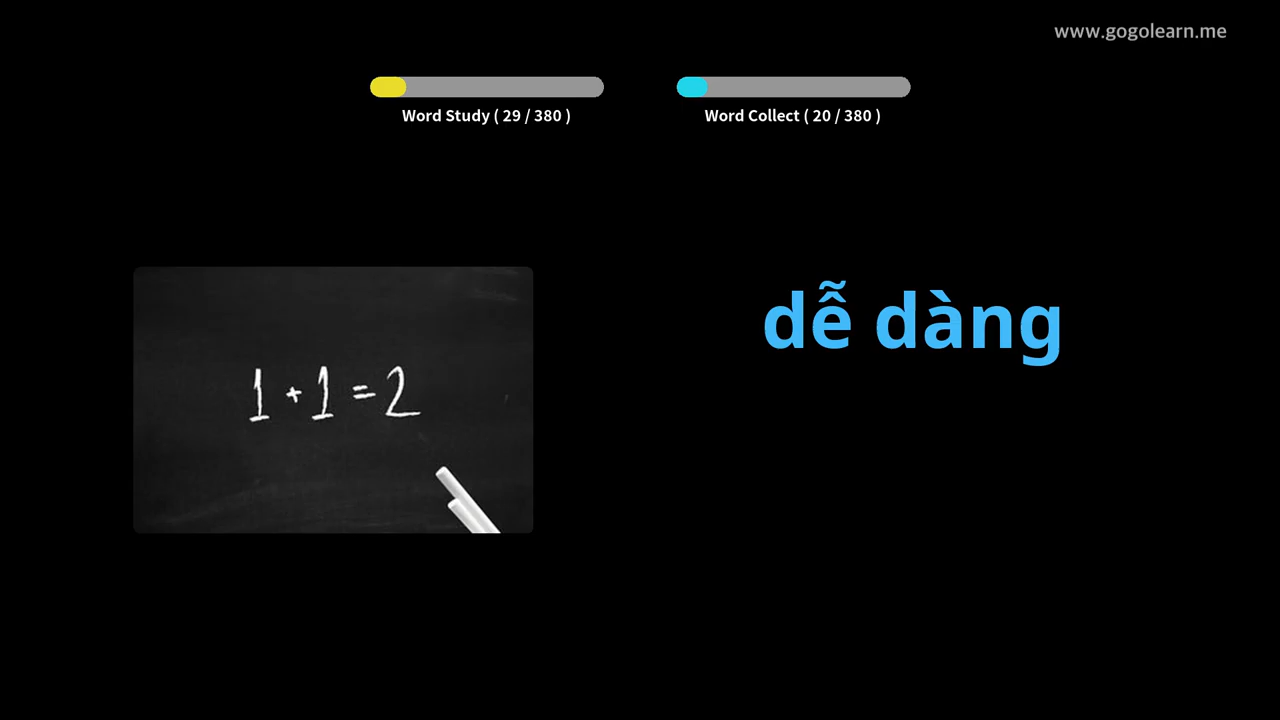 www.gogolearn.me
Word Study ( 29 / 380 )
Word Collect ( 20 / 380 )
dễ dàng
1 + 1 = 2